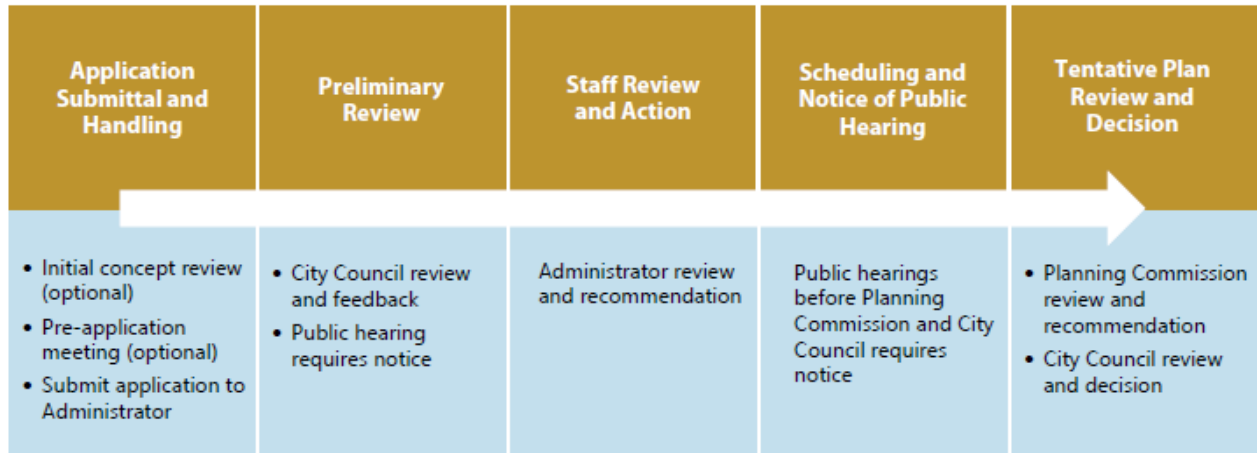 Application
Submittal and
Handling
Preliminary
Review
Staff Review
and Action
Scheduling and
Notice of Public
Hearing
Tentative Plan
Review and
Decision
• Initial concept review
(optional)
• Pre-application
meeting (optional)
• Submit application to
Administrator
• City Council review
and feedback
• Public hearing
requires notice
Administrator review
and recommendation
Public hearings
before Planning
Commission and City
Council requires
notice
• Planning Commission
review and
recommendation
• City Council review
and decision